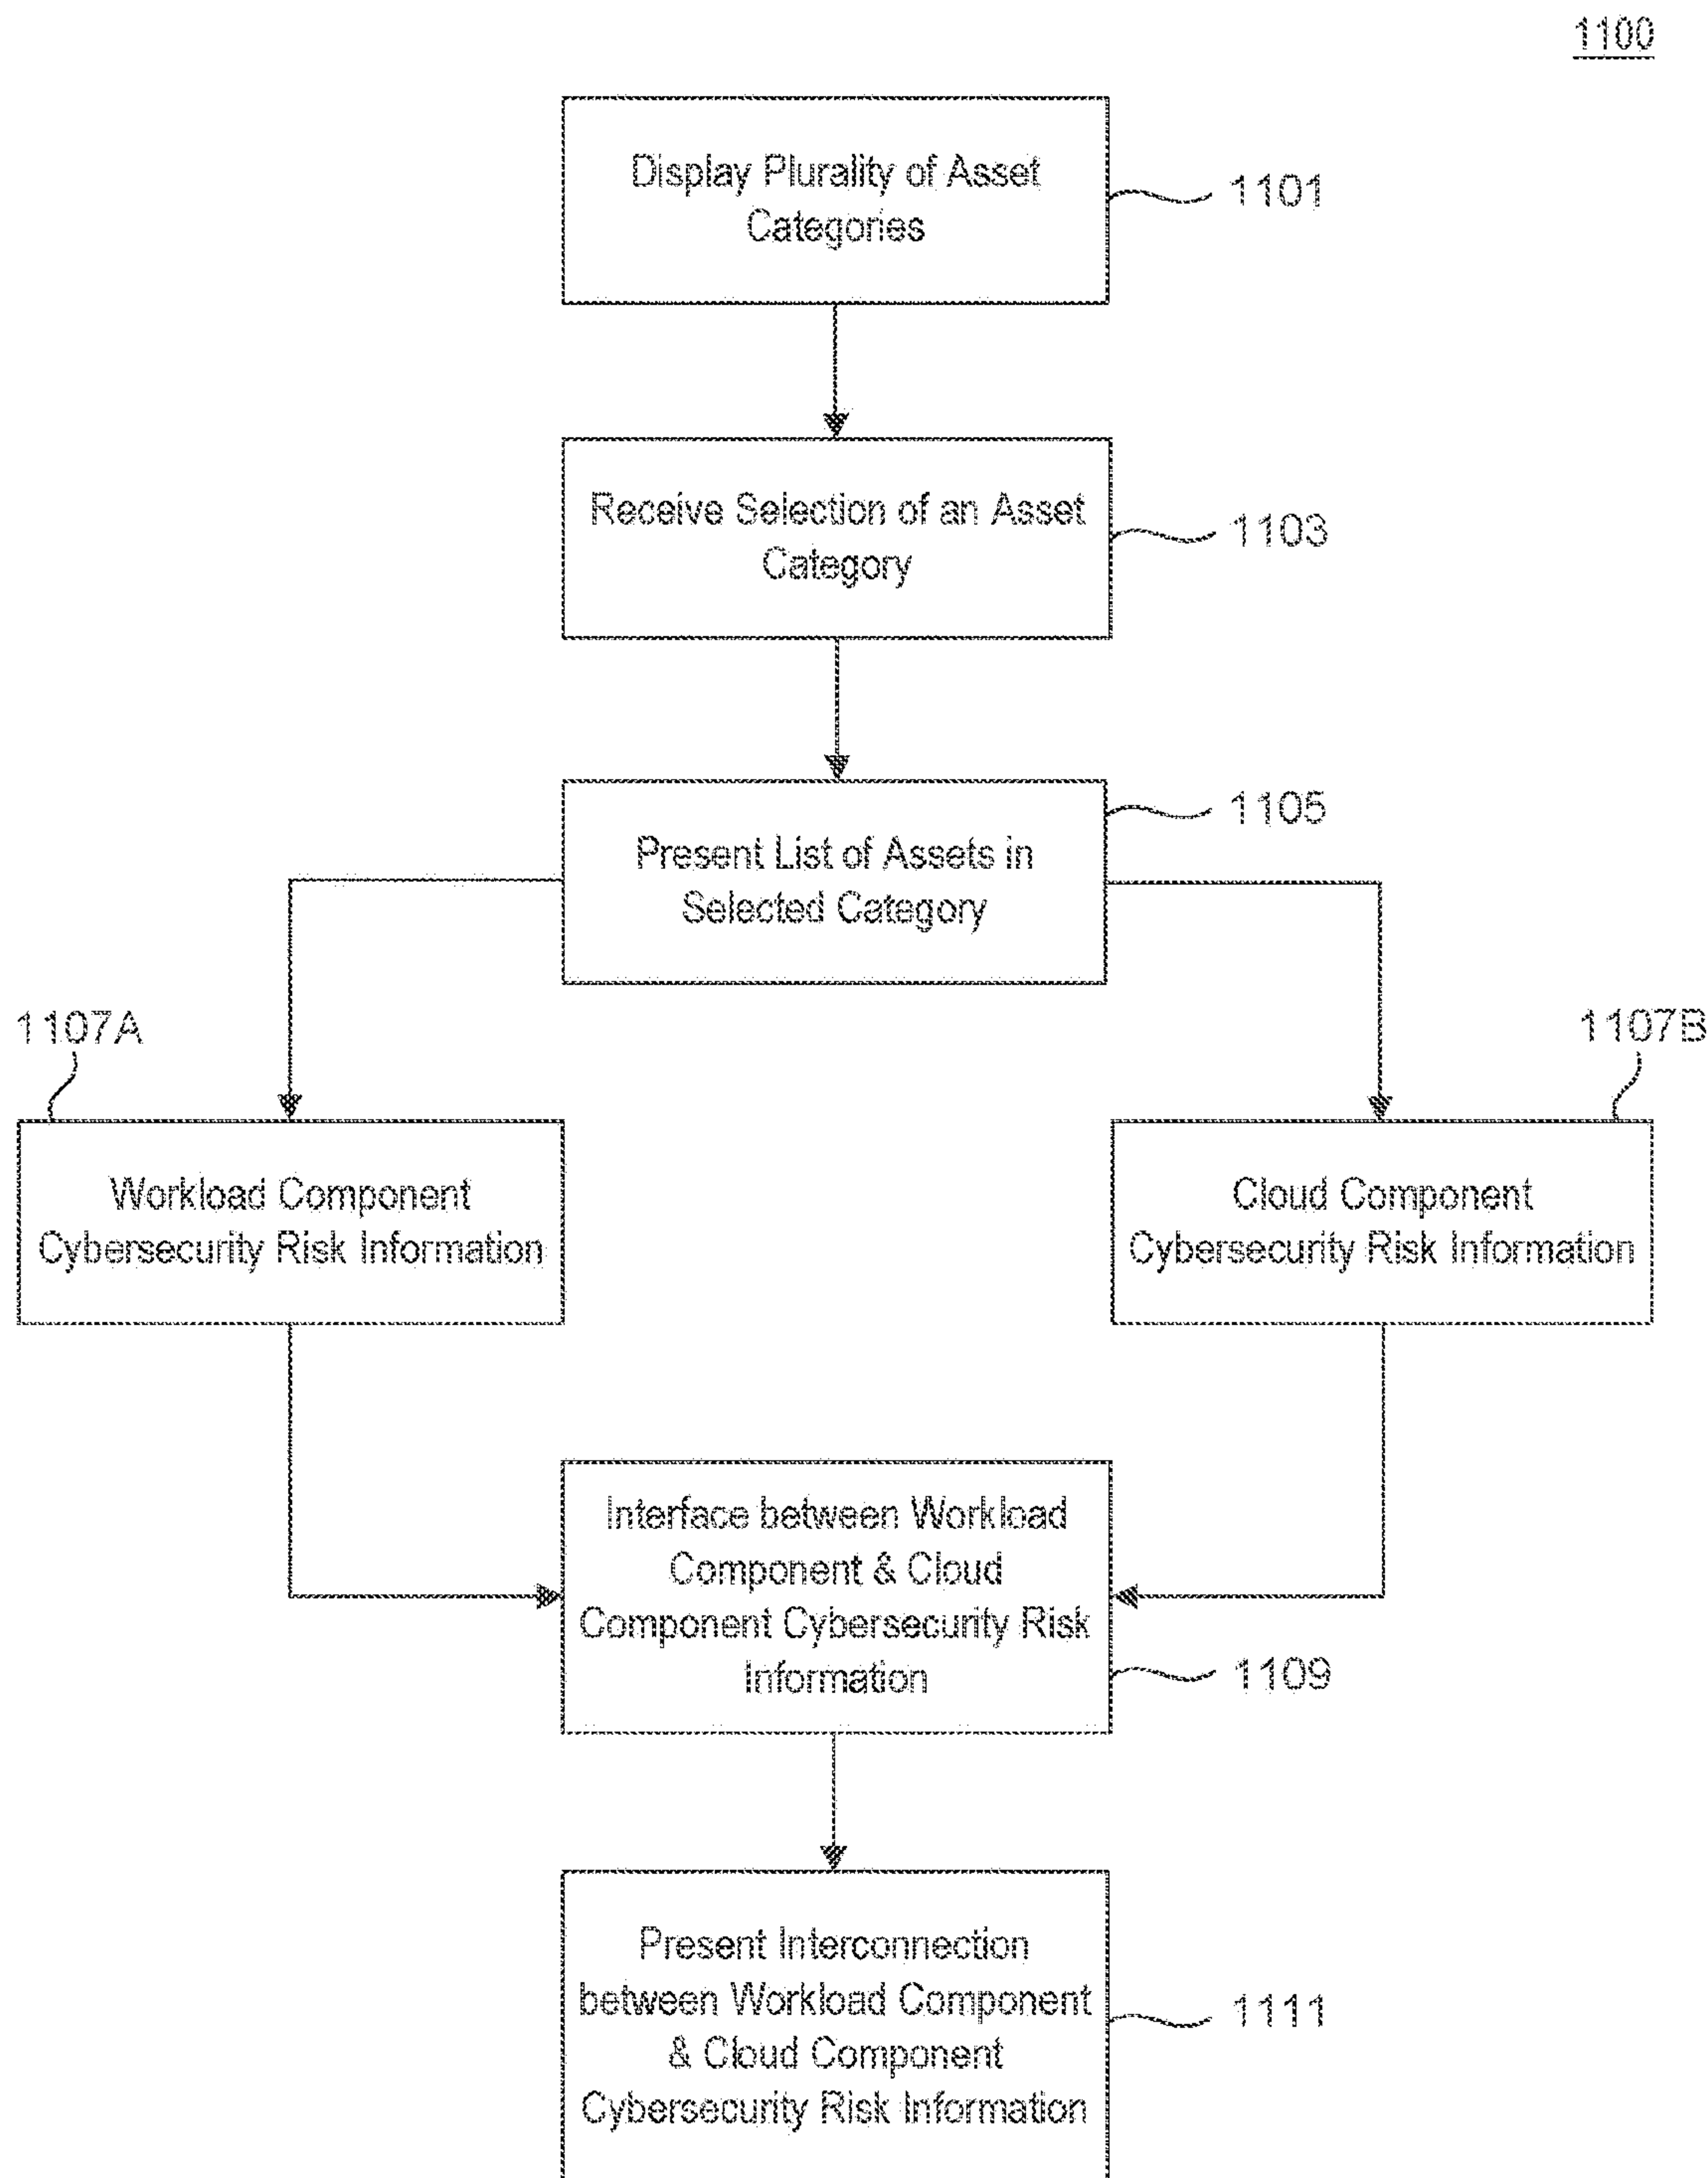 1100
Display Plurality of Asset
Categories
1101
Receive Selection of an Asset
Category
1103
Present List of Assets in
Selected Category
1105
1107A
1107B
Workload Component
Cybersecurity Risk Information
Cloud Component
Cybersecurity Risk Information
Interface between Workload
Component & Cloud
Component Cybersecurity Risk
Information
1109
Present Interconnection
between Workload Component
& Cloud Component
Cybersecurity Risk Information
1111